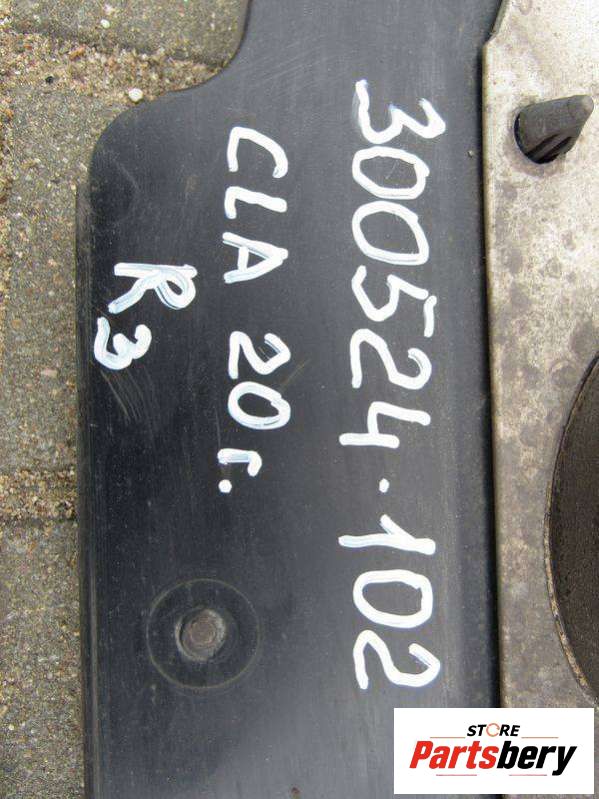 300524.102
CLA 20 г.
R3
STORE
Partsbery